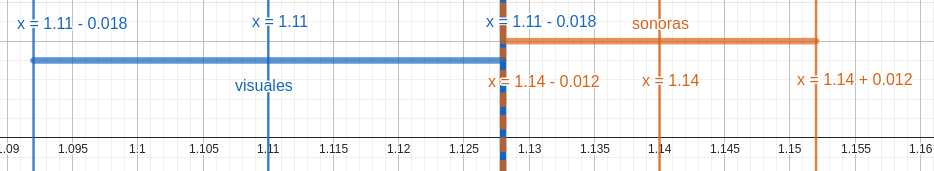 x = 1.11 - 0.018
x = 1.11
x = 1.11 - 0.018
sonoras
visuales
x = 1.14 - 0.012
x = 1.14
x = 1.14 + 0.012
1.09 1.095 1.1 1.105 1.11 1.115 1.12 1.125 1.13 1.135 1.14 1.145 1.15 1.155 1.16